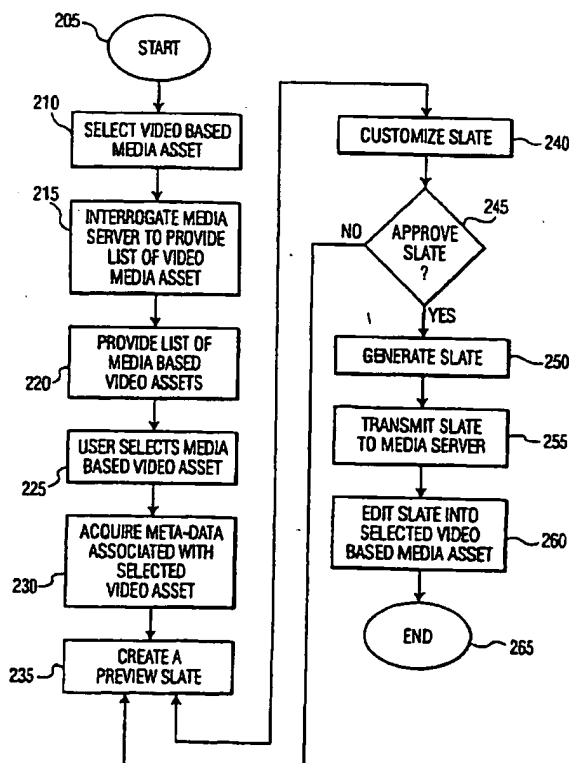 205
START
210
SELECT VIDEO BASED
MEDIA ASSET
215
INTERROGATE MEDIA
SERVER TO PROVIDE
LIST OF VIDEO
MEDIA ASSET
PROVIDE LIST OF
MEDIA BASED
VIDEO ASSETS
220
USER SELECTS MEDIA
BASED VIDEO ASSET
225
ACQUIRE META-DATA
ASSOCIATED WITH
SELECTED
VIDEO ASSET
230
CREATE A
PREVIEW SLATE
235
CUSTOMIZE SLATE
240
245
NO
APPROVE
SLATE
?
YES
GENERATE SLATE
250
TRANSMIT SLATE
TO MEDIA SERVER
255
EDIT SLATE INTO
SELECTED VIDEO
BASED MEDIA ASSET
260
END
265